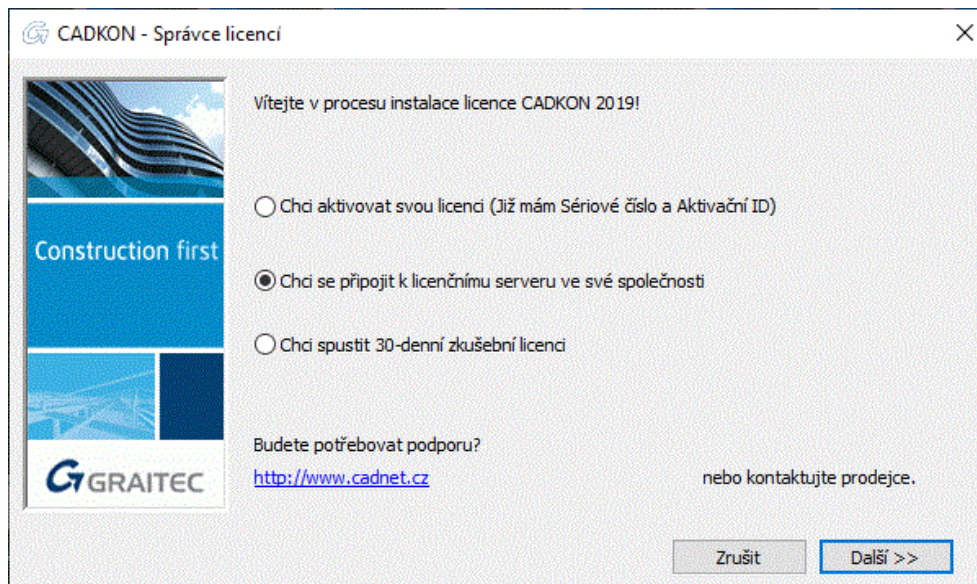 CADKON - Správce licencí
Vítejte v procesu instalace licence CADKON 2019!
Chci aktivovat svou licenci (Již mám Sériové číslo a Aktivační ID)
Construction first
Chci se připojit k licenčnímu serveru ve své společnosti
Chci spustit 30-denní zkušební licenci
Budete potřebovat podporu?
GRAITEC
http://www.cadnet.cz nebo kontaktujte prodejce.
Zrušit Další >>